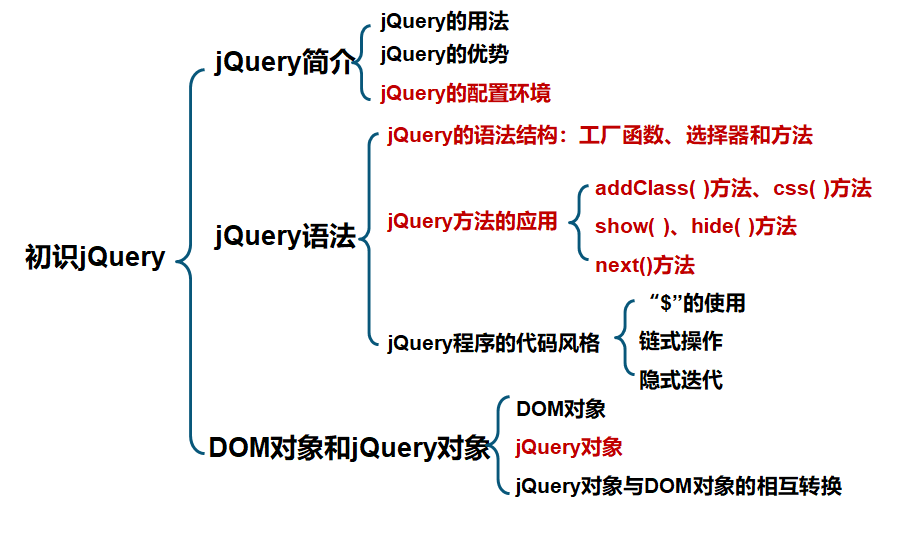 初识jQuery
jQuery简介
jQuery的用法
jQuery的优势
jQuery的配置环境
jQuery语法
jQuery的语法结构：工厂函数、选择器和方法
jQuery方法的应用
addClass( )方法、css( )方法
show( )、hide( )方法
next()方法
jQuery程序的代码风格
“$”的使用
链式操作
隐式迭代
DOM对象和jQuery对象
DOM对象
jQuery对象
jQuery对象与DOM对象的相互转换